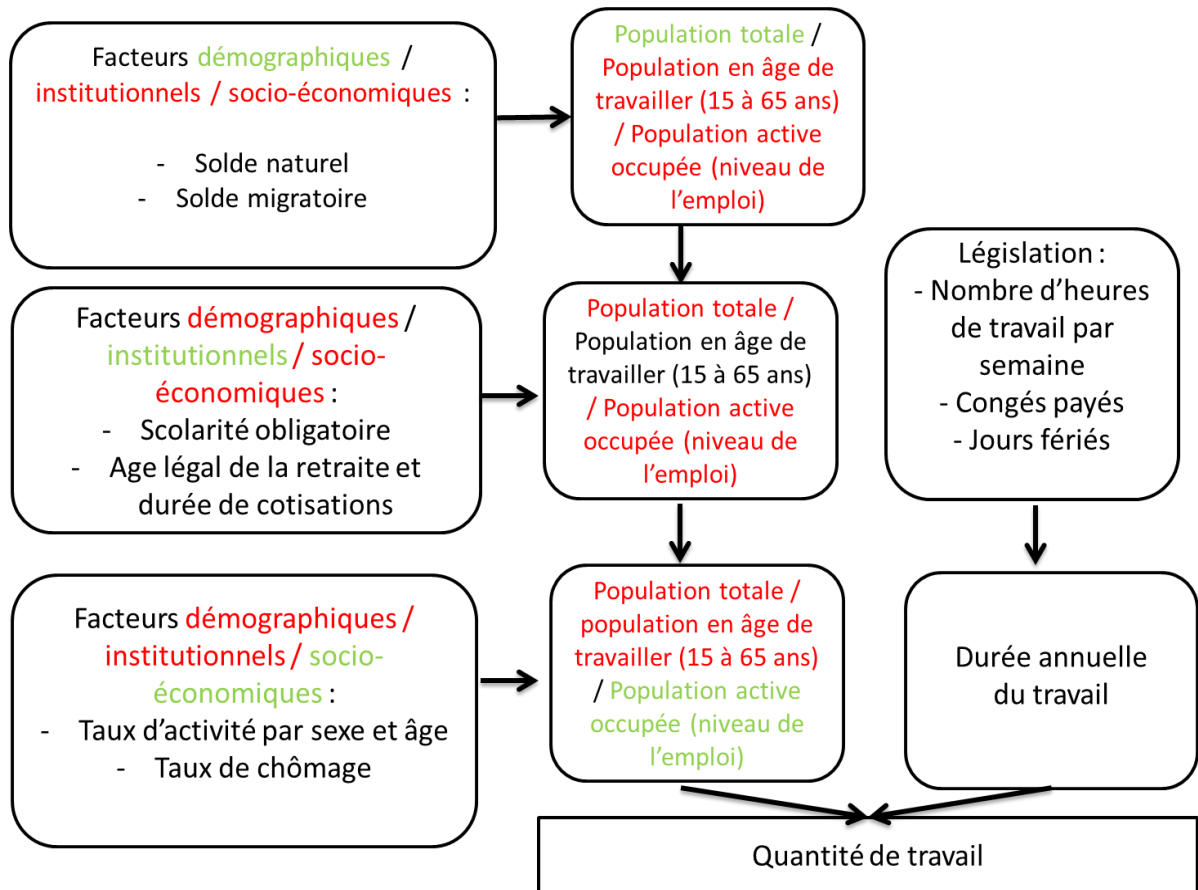 Facteurs démographiques /
institutionnels / socio-économiques :
- Solde naturel
- Solde migratoire
Population totale /
Population en âge de
travailler (15 à 65 ans)
/ Population active
occupée (niveau de
l'emploi)
Facteurs démographiques /
institutionnels / socio-
économiques :
- Scolarité obligatoire
- Age légal de la retraite et
durée de cotisations
Population totale /
Population en âge de
travailler (15 à 65 ans)
/ Population active
occupée (niveau de
l'emploi)
Législation :
- Nombre d'heures
de travail par
semaine
- Congés payés
- Jours fériés
Facteurs démographiques /
institutionnels / socio-
économiques :
- Taux d'activité par sexe et âge
- Taux de chômage
Population totale /
population en âge de
travailler (15 à 65 ans)
/ Population active
occupée (niveau de
l'emploi)
Durée annuelle
du travail
Quantité de travail